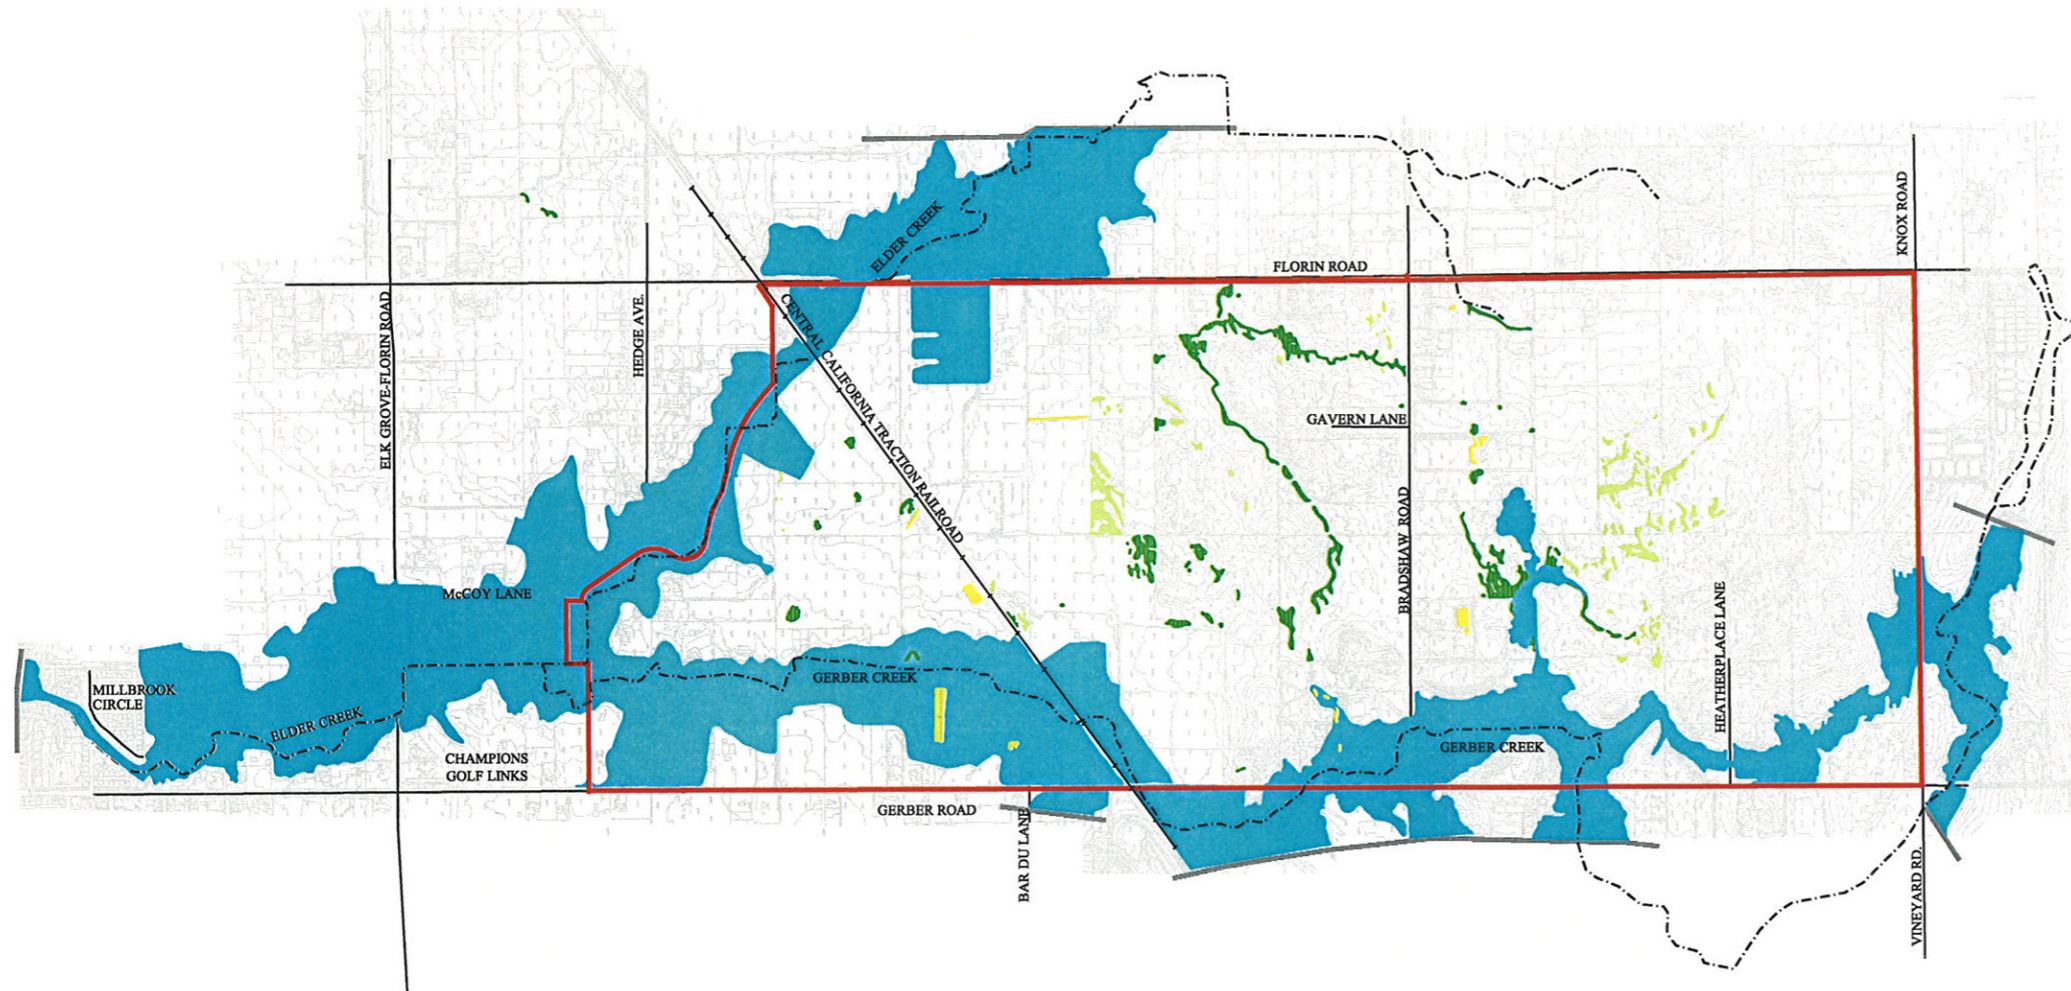 KNOX ROAD
ELDER CREEK
FLORIN ROAD
ELK GROVE-FLORIN ROAD
HEDGE AVE.
CENTRAL CALIFORNIA TRACTION RAILROAD
GAVERN LANE
BRADSHAW ROAD
McCOY LANE
HEATHERPLACE LANE
GERBER CREEK
MILLBROOK
CIRCLE
ELDER CREEK
GERBER CREEK
CHAMPIONS
GOLF LINKS
GERBER ROAD
BAR DU LANE
VINEYARD RD.